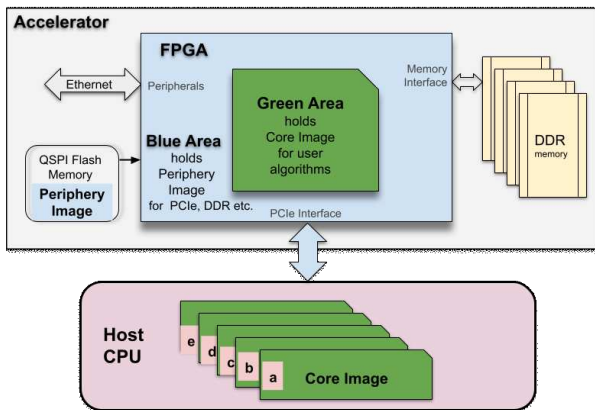 Accelerator
FPGA
Ethernet
Peripherals
Memory
Interface
Green Area
holds
Core Image
for user
algorithms
Blue Area
holds
Periphery
Image
for PCIe, DDR etc.
QSPI Flash
Memory
Periphery
Image
DDR
memory
PCIe Interface
Host
CPU
e
d
c
b
a
Core Image